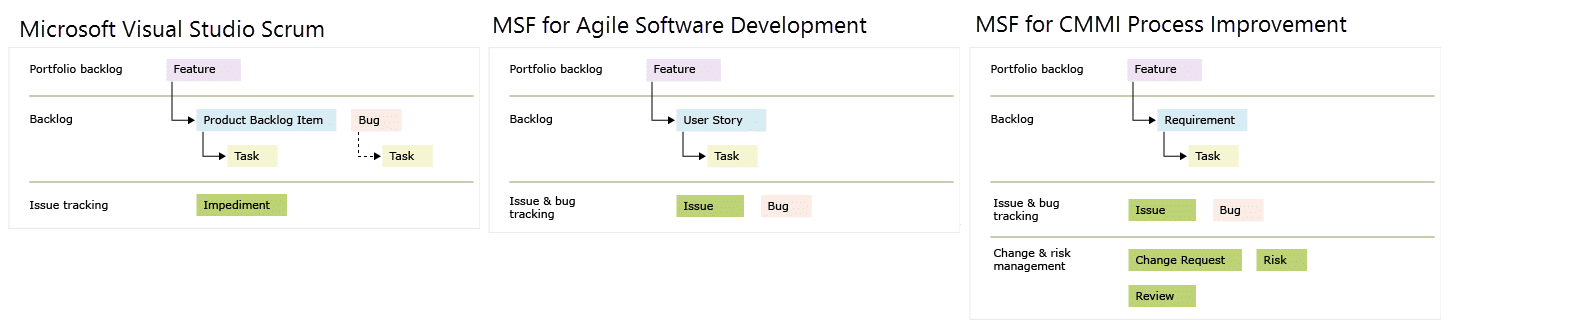 Microsoft Visual Studio Scrum
Portfolio backlog
Feature
Backlog
Product Backlog Item
Bug
Task
Task
Issue tracking
Impediment
MSF for Agile Software Development
Portfolio backlog
Feature
Backlog
User Story
Task
Issue & bug
tracking
Issue
Bug
MSF for CMMI Process Improvement
Portfolio backlog
Feature
Backlog
Requirement
Task
Issue & bug
tracking
Issue
Bug
Change & risk
management
Change Request
Risk
Review